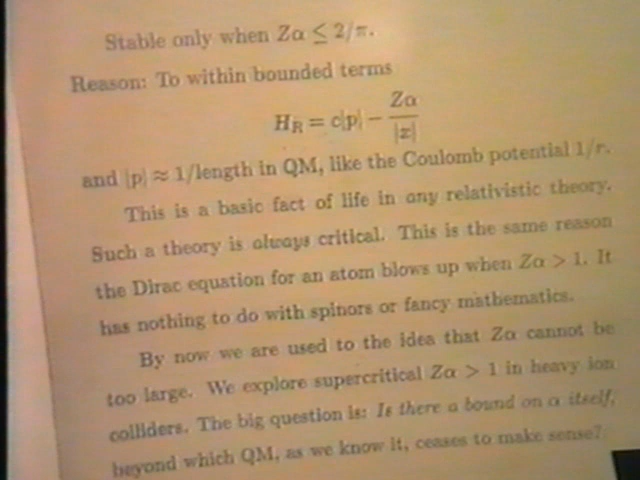 Stable only when Zα ≤ 2/π.
Reason: To within bounded terms
H_R = c|p| − Zα/|x|
and |p| ≈ 1/length in QM, like the Coulomb potential 1/r.
This is a basic fact of life in any relativistic theory.
Such a theory is always critical. This is the same reason
the Dirac equation for an atom blows up when Zα > 1. It
has nothing to do with spinors or fancy mathematics.
By now we are used to the idea that Zα cannot be
too large. We explore supercritical Zα > 1 in heavy ion
colliders. The big question is: Is there a bound on α itself,
beyond which QM, as we know it, ceases to make sense?